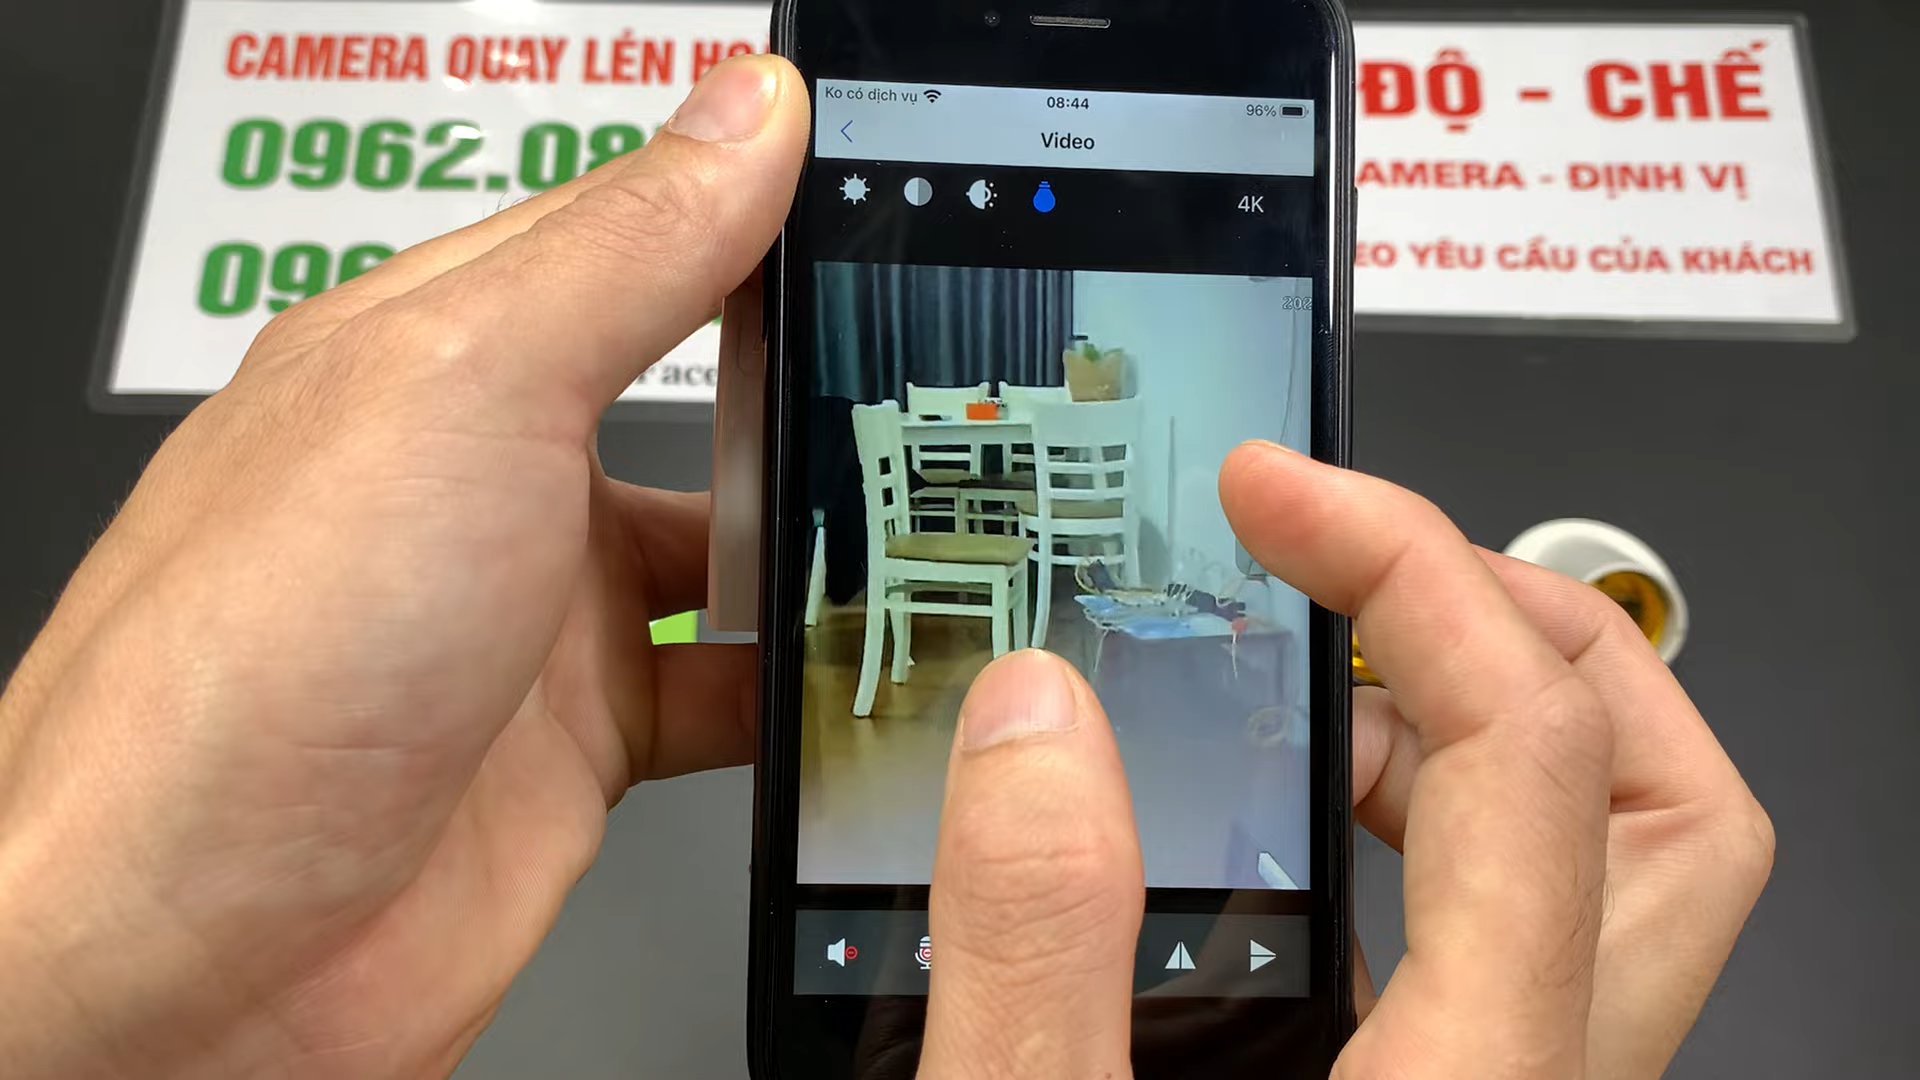 CAMERA QUAY LÉN
0962.08
096
ĐỘ - CHẾ
AMERA - ĐỊNH VỊ
EO YÊU CẦU CỦA KHÁCH
Ko có dịch vụ
08:44
96%
Video
4K
202